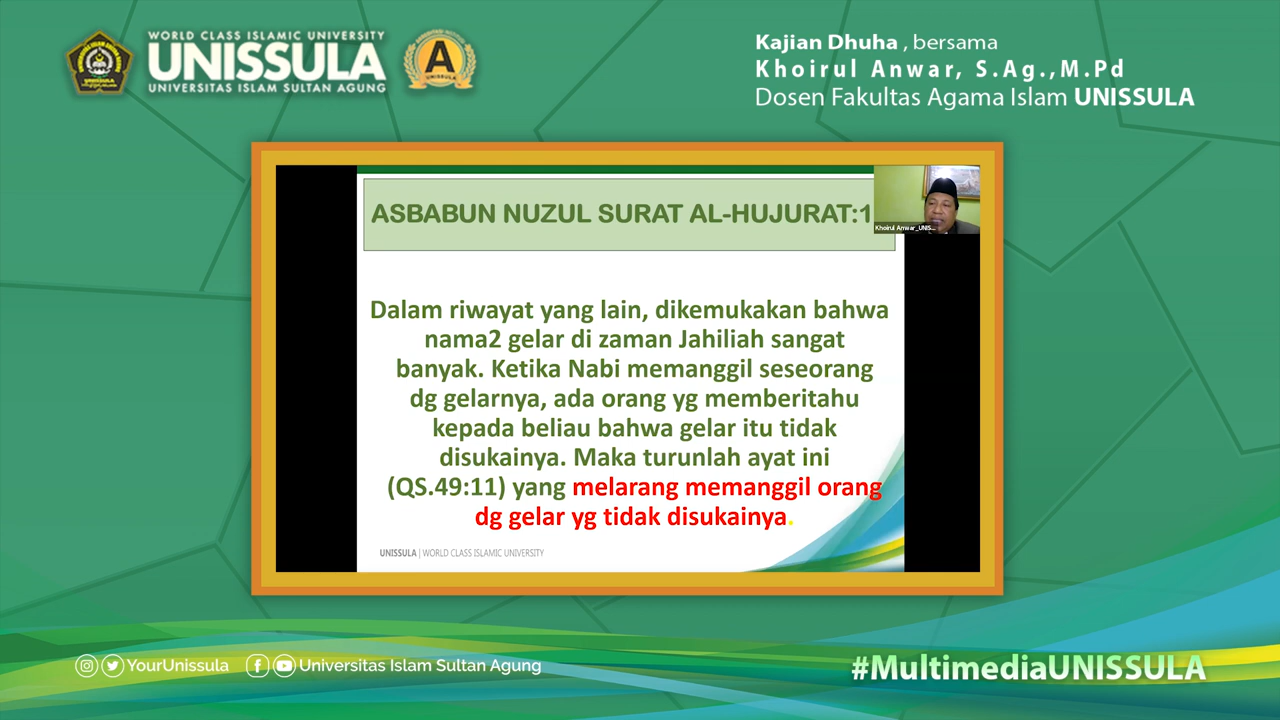 WORLD CLASS ISLAMIC UNIVERSITY
UNISSULA
UNIVERSITAS ISLAM SULTAN AGUNG
A
UNISSULA
Kajian Dhuha , bersama
Khoirul Anwar, S.Ag.,M.Pd
Dosen Fakultas Agama Islam UNISSULA
ASBABUN NUZUL SURAT AL-HUJURAT:1
Khoirul Anwar_UNIS...
Dalam riwayat yang lain, dikemukakan bahwa
nama2 gelar di zaman Jahiliah sangat
banyak. Ketika Nabi memanggil seseorang
dg gelarnya, ada orang yg memberitahu
kepada beliau bahwa gelar itu tidak
disukainya. Maka turunlah ayat ini
(QS.49:11) yang melarang memanggil orang
dg gelar yg tidak disukainya.
UNISSULA | WORLD CLASS ISLAMIC UNIVERSITY
YourUnissula
Universitas Islam Sultan Agung
#MultimediaUNISSULA